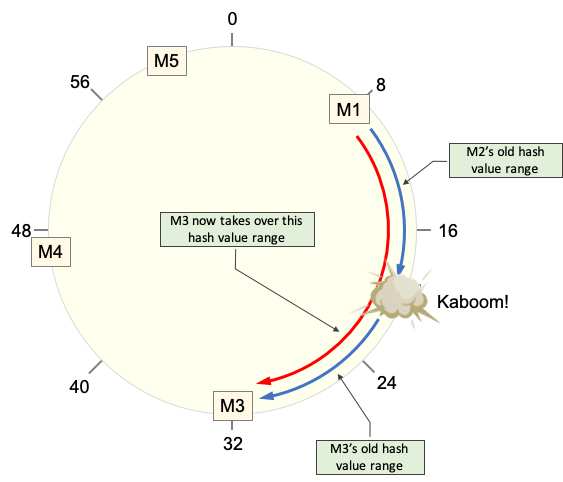 0
M5
56
8
M1
M2's old hash
value range
M3 now takes over this
hash value range
48
16
M4
Kaboom!
40
24
M3
32
M3's old hash
value range